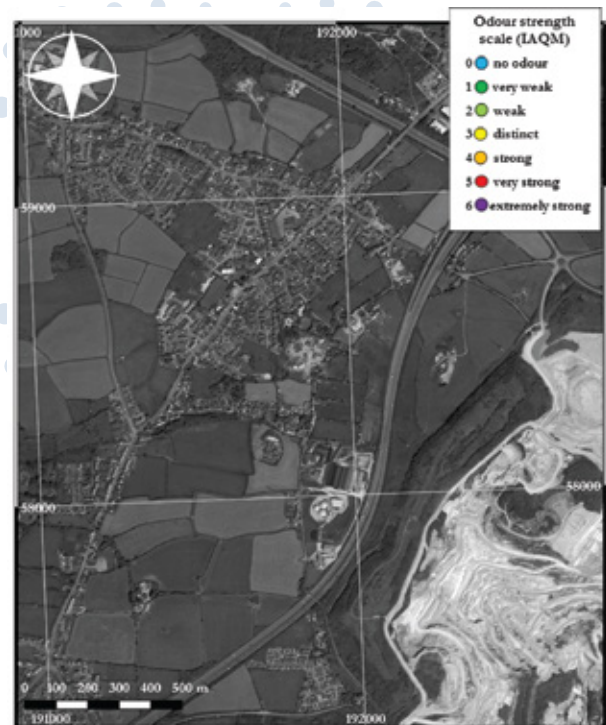 1000
192000
Odour strength
scale (IAQM)
0 no odour
1 very weak
2 weak
3 distinct
4 strong
5 very strong
6 extremely strong
59000
58000
58000
0 100 200 300 400 500 m
191000
192000